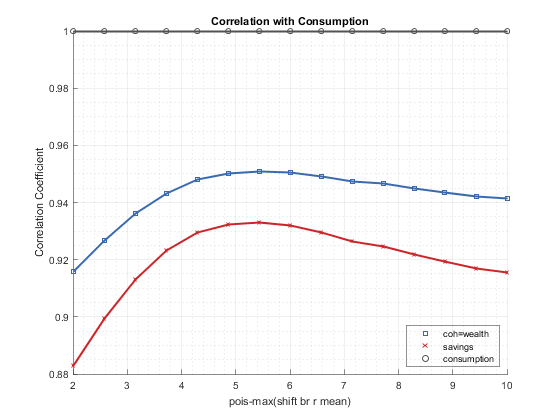 Correlation with Consumption
1
0.98
0.96
0.94
0.92
0.9
0.88
Correlation Coefficient
2 3 4 5 6 7 8 9 10
pois-max(shift br r mean)
coh=wealth
savings
consumption